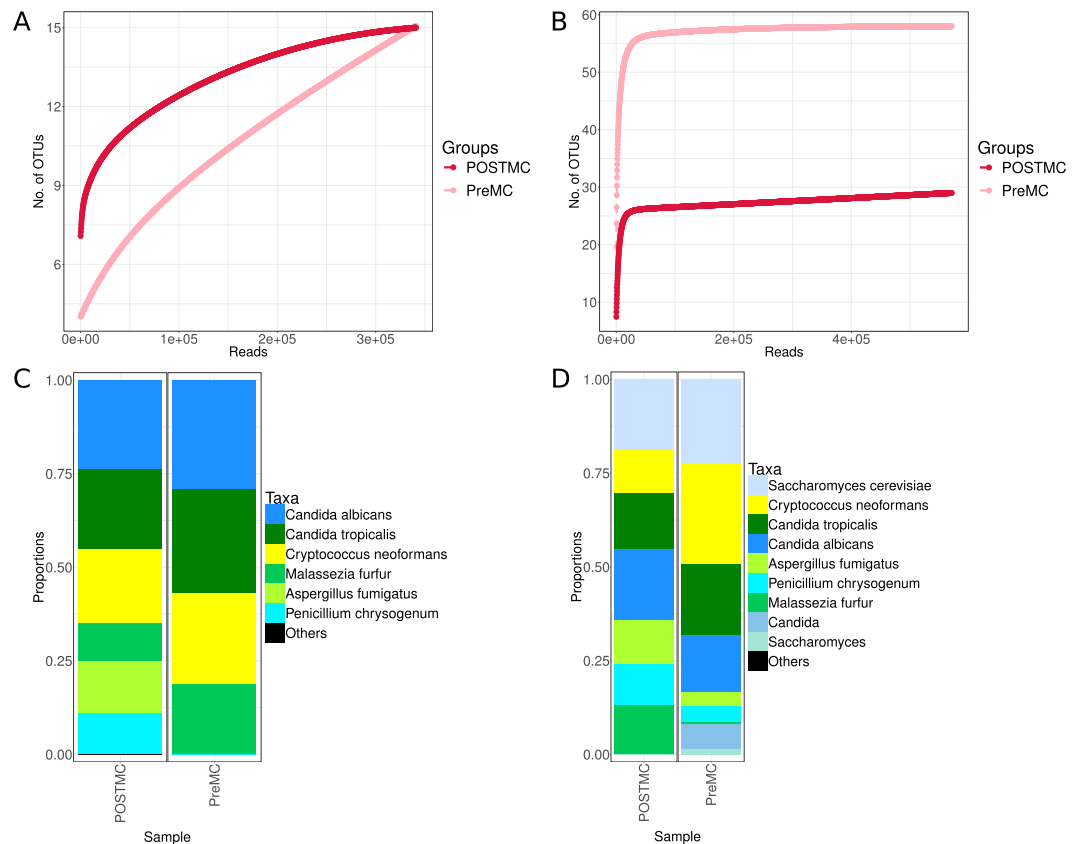 A
15
12
9
6
No. of OTUs
0e+00
1e+05
2e+05
3e+05
Reads
Groups
POSTMC
PreMC
B
60
50
40
30
20
10
No. of OTUs
0e+00
2e+05
4e+05
Reads
Groups
POSTMC
PreMC
C
1.00
0.75
0.50
0.25
0.00
Proportions
POSTMC
PreMC
Sample
Taxa
Candida albicans
Candida tropicalis
Cryptococcus neoformans
Malassezia furfur
Aspergillus fumigatus
Penicillium chrysogenum
Others
D
1.00
0.75
0.50
0.25
0.00
Proportions
POSTMC
PreMC
Sample
Taxa
Saccharomyces cerevisiae
Cryptococcus neoformans
Candida tropicalis
Candida albicans
Aspergillus fumigatus
Penicillium chrysogenum
Malassezia furfur
Candida
Saccharomyces
Others